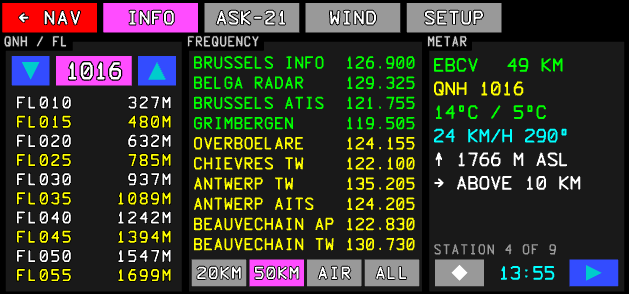 ← NAV INFO ASK-21 WIND SETUP
QNH / FL
1016
FL010 327M
FL015 480M
FL020 632M
FL025 785M
FL030 937M
FL035 1089M
FL040 1242M
FL045 1394M
FL050 1547M
FL055 1699M
FREQUENCY
BRUSSELS INFO 126.900
BELGA RADAR 129.325
BRUSSELS ATIS 121.755
GRIMBERGEN 119.505
OVERBOELARE 124.155
CHIEVRES TW 122.100
ANTWERP TW 135.205
ANTWERP AITS 124.205
BEAUVECHAIN AP 122.830
BEAUVECHAIN TW 130.730
20KM 50KM AIR ALL
METAR
EBCV 49 KM
QNH 1016
14°C / 5°C
24 KM/H 290°
↑ 1766 M ASL
→ ABOVE 10 KM
STATION 4 OF 9
13:55